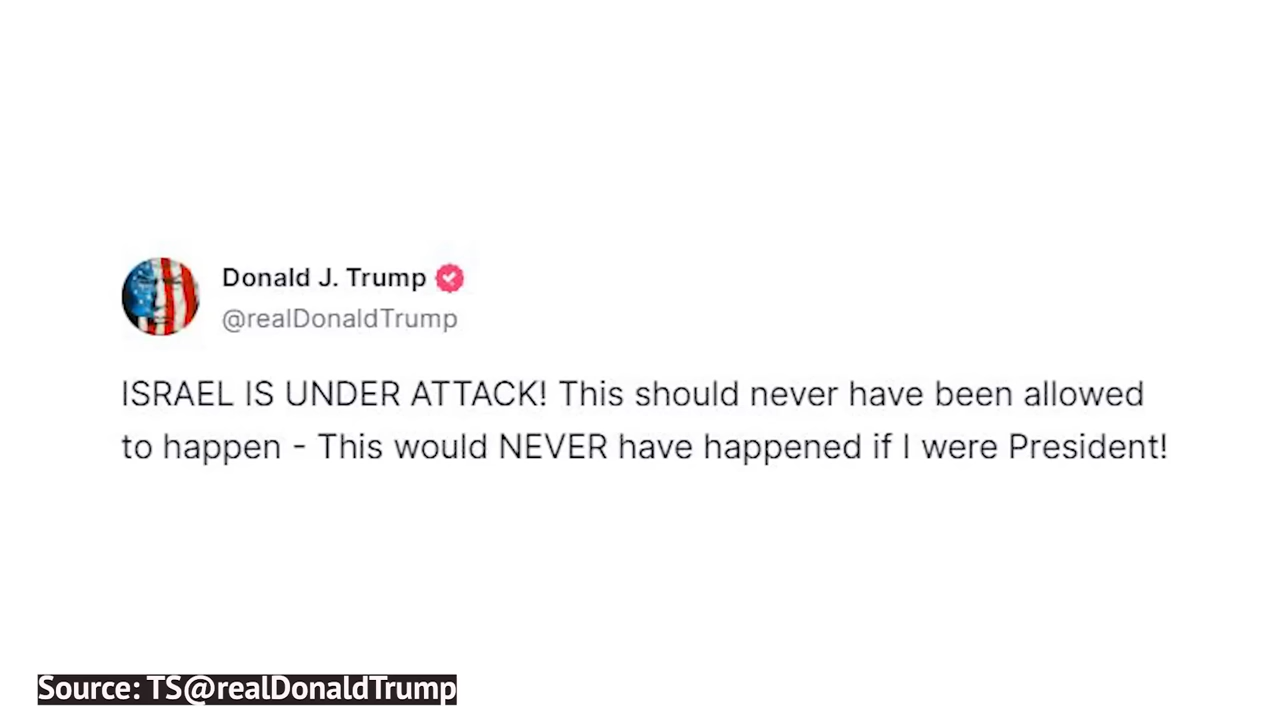 Donald J. Trump
@realDonaldTrump
ISRAEL IS UNDER ATTACK! This should never have been allowed
to happen - This would NEVER have happened if I were President!
Source: TS@realDonaldTrump